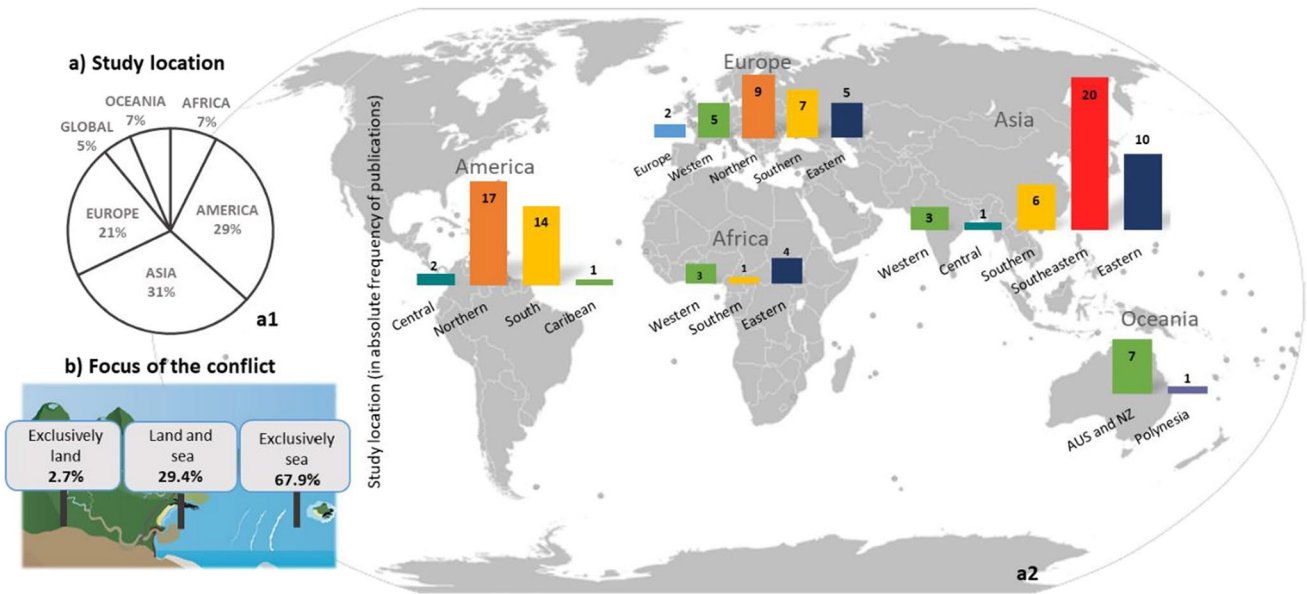 a) Study location
OCEANIA
7%
AFRICA
7%
GLOBAL
5%
AMERICA
29%
EUROPE
21%
ASIA
31%
a1
b) Focus of the conflict
Exclusively
land
2.7%
Land and
sea
29.4%
Exclusively
sea
67.9%
Study location (in absolute frequency of publications)
America
2
17
14
1
Central
Northern
South
Caribean
Europe
2
5
9
7
5
Europe
Western
Northern
Southern
Eastern
Africa
3
1
4
Western
Southern
Eastern
Asia
3
1
6
20
10
Western
Central
Southern
Southeastern
Eastern
Oceania
7
1
AUS and NZ
Polynesia
a2